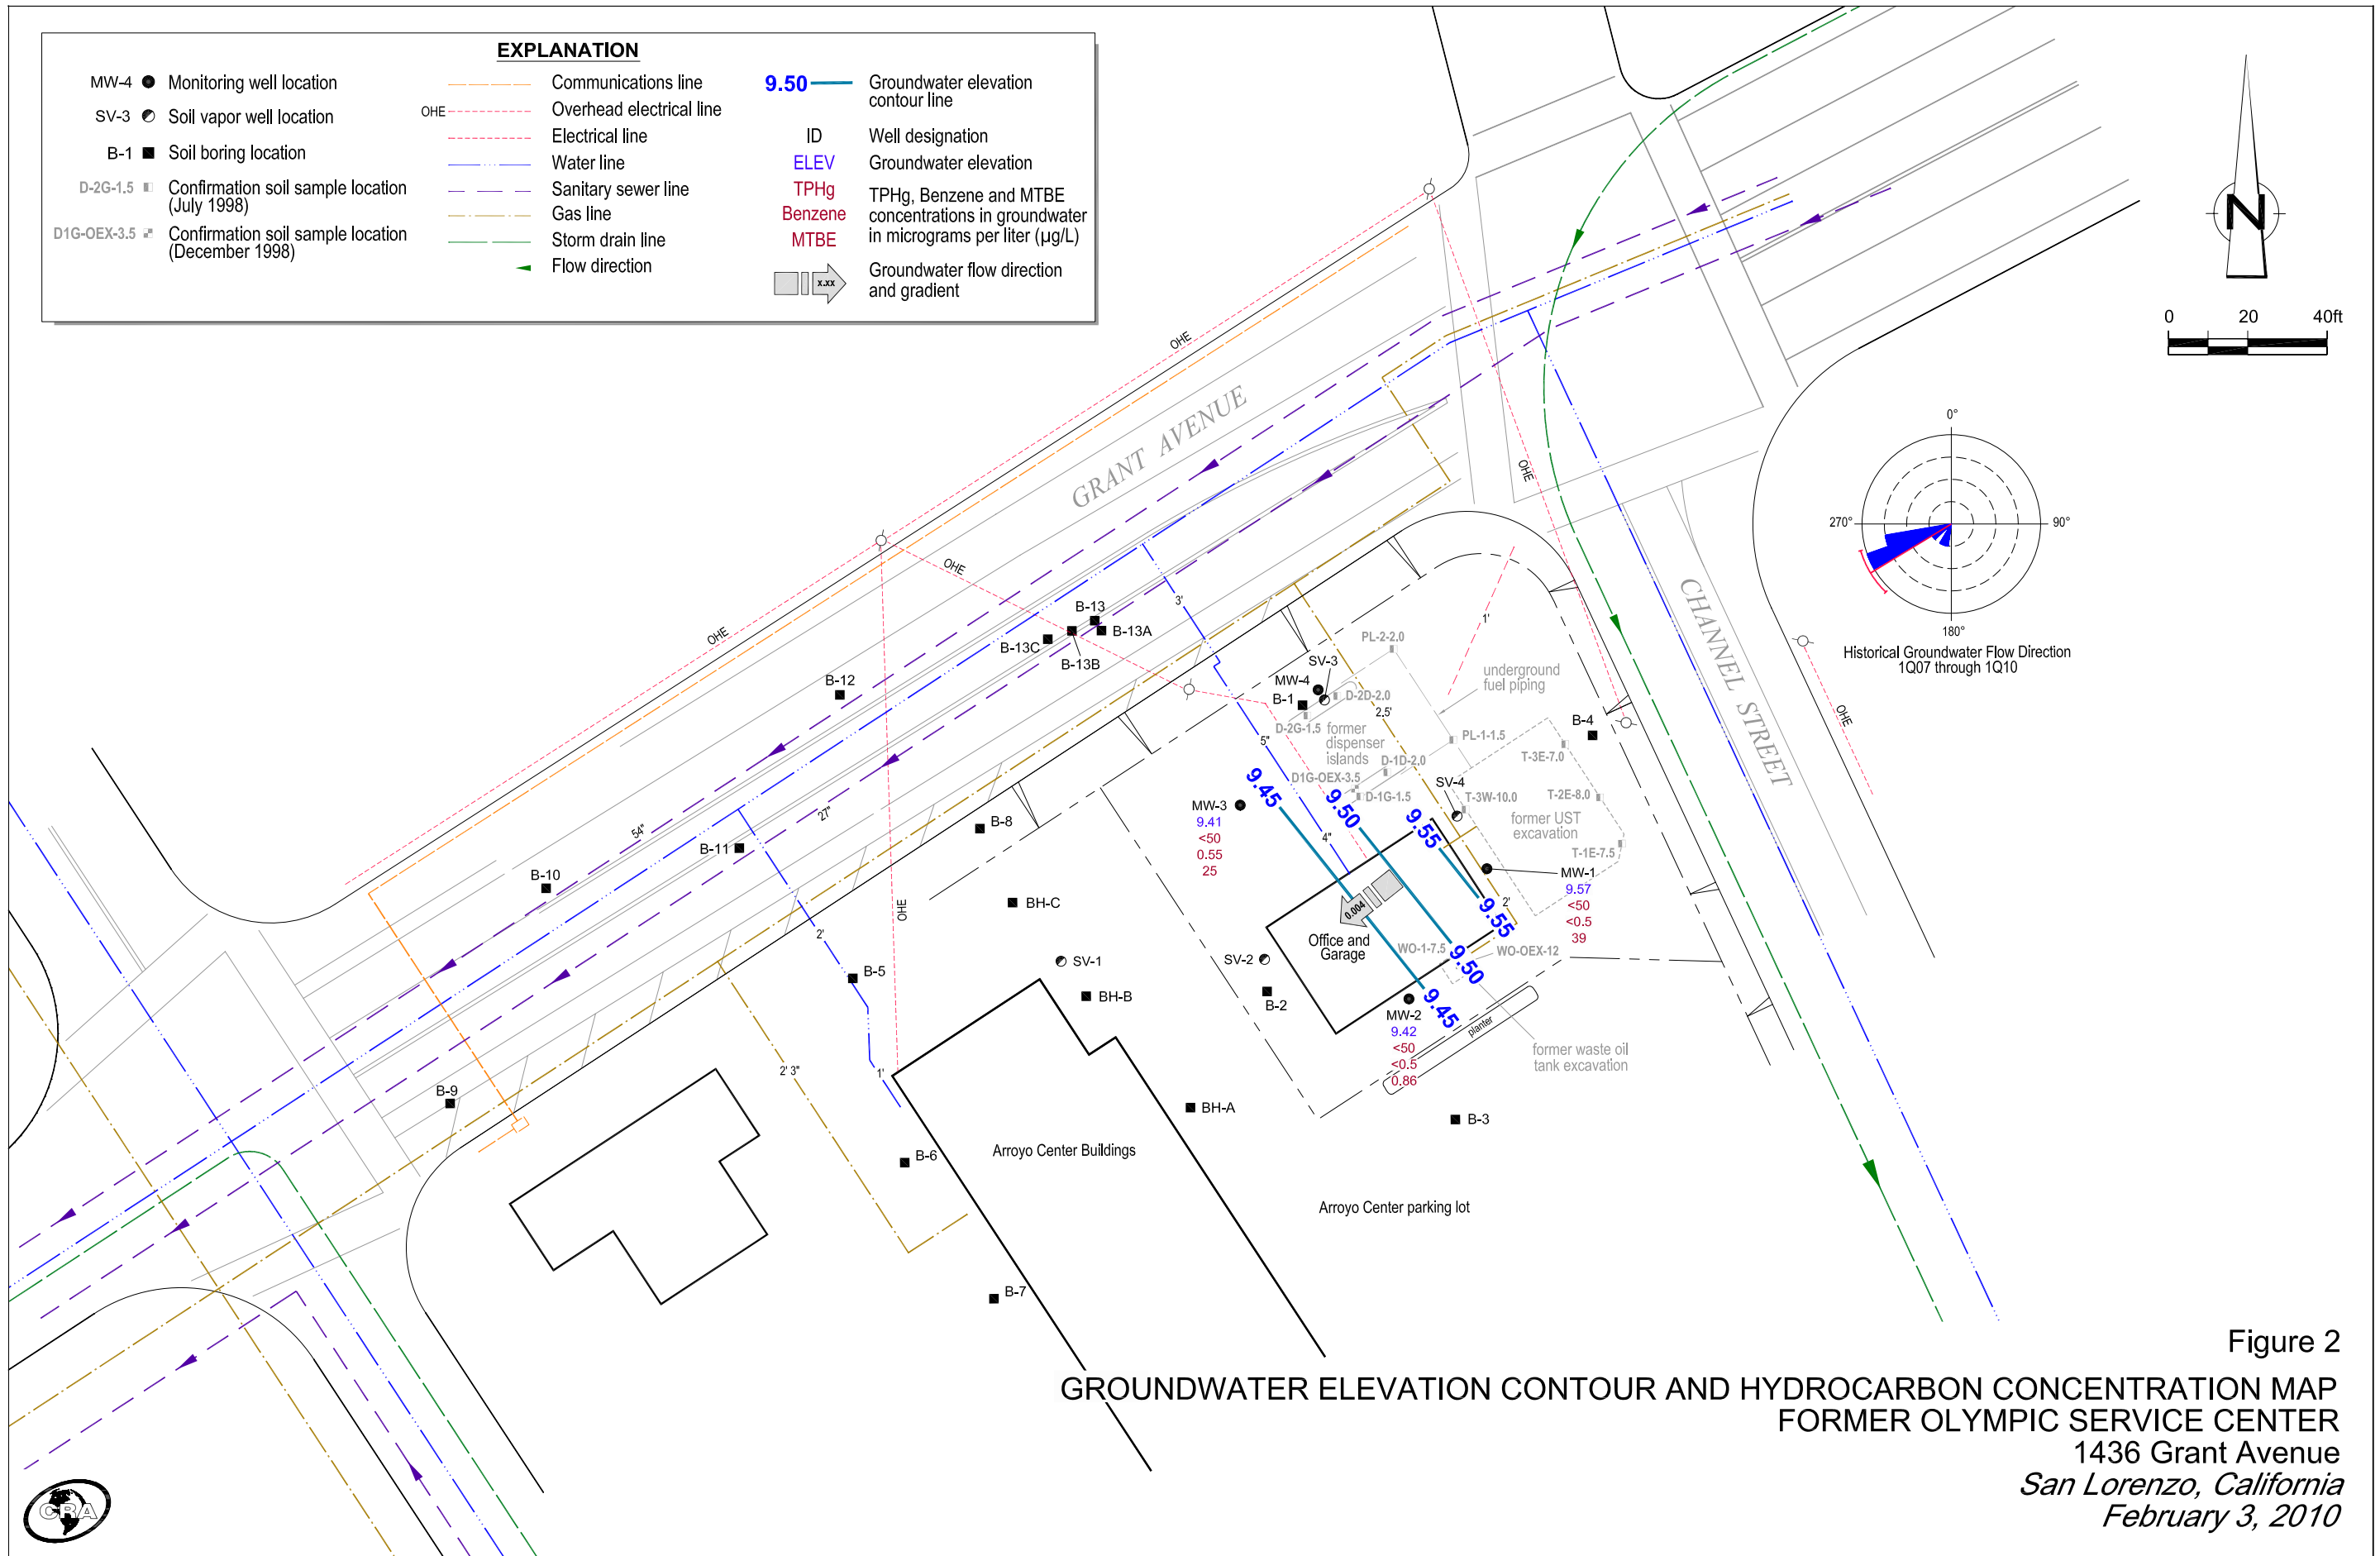 EXPLANATION
MW-4 Monitoring well location
SV-3 Soil vapor well location
B-1 Soil boring location
D-2G-1.5 Confirmation soil sample location
(July 1998)
D1G-OEX-3.5 Confirmation soil sample location
(December 1998)
Communications line
OHE Overhead electrical line
Electrical line
Water line
Sanitary sewer line
Gas line
Storm drain line
Flow direction
9.50 Groundwater elevation
contour line
ID Well designation
ELEV Groundwater elevation
TPHg
Benzene
MTBE
TPHg, Benzene and MTBE
concentrations in groundwater
in micrograms per liter (µg/L)
x.xx
Groundwater flow direction
and gradient
N
0 20 40ft
0°
270° 90°
180°
Historical Groundwater Flow Direction
1Q07 through 1Q10
OHE
OHE
OHE
OHE
OHE
OHE
GRANT AVENUE
CHANNEL STREET
B-13
B-13A
B-13C
B-13B
B-12
B-11
B-10
B-9
B-8
B-5
B-6
B-7
BH-C
BH-B
BH-A
SV-1
SV-2
B-2
B-3
B-4
54"
27"
2'
2' 3"
1'
3'
5"
4"
2.5'
1'
2'
PL-2-2.0
SV-3
MW-4
B-1
D-2D-2.0
D-2G-1.5
former
dispenser
islands
underground
fuel piping
PL-1-1.5
D-1D-2.0
D1G-OEX-3.5
D-1G-1.5
SV-4
T-3W-10.0
T-3E-7.0
T-2E-8.0
former UST
excavation
T-1E-7.5
MW-3
9.41
<50
0.55
25
9.45
9.50
9.55
MW-1
9.57
<50
<0.5
39
0.004
Office and
Garage
WO-1-7.5
WO-OEX-12
9.55
9.50
9.45
MW-2
9.42
<50
<0.5
0.86
planter
former waste oil
tank excavation
Arroyo Center Buildings
Arroyo Center parking lot
CRA
Figure 2
GROUNDWATER ELEVATION CONTOUR AND HYDROCARBON CONCENTRATION MAP
FORMER OLYMPIC SERVICE CENTER
1436 Grant Avenue
San Lorenzo, California
February 3, 2010